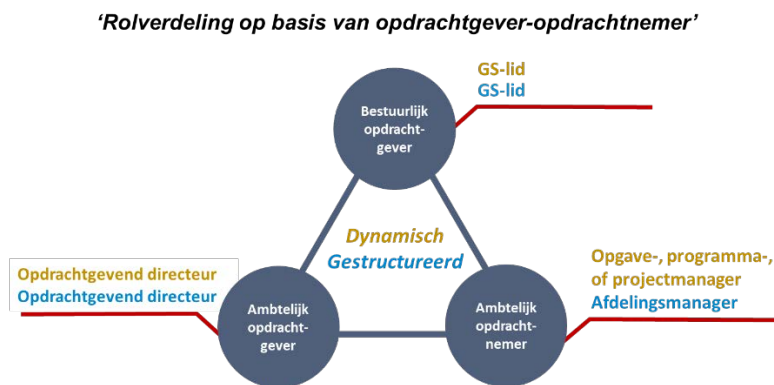 ‘Rolverdeling op basis van opdrachtgever-opdrachtnemer’
GS-lid
GS-lid
Bestuurlijk
opdracht-
gever
Dynamisch
Gestructureerd
Opdrachtgevend directeur
Opdrachtgevend directeur
Ambtelijk
opdracht-
gever
Ambtelijk
opdracht-
nemer
Opgave-, programma-,
of projectmanager
Afdelingsmanager